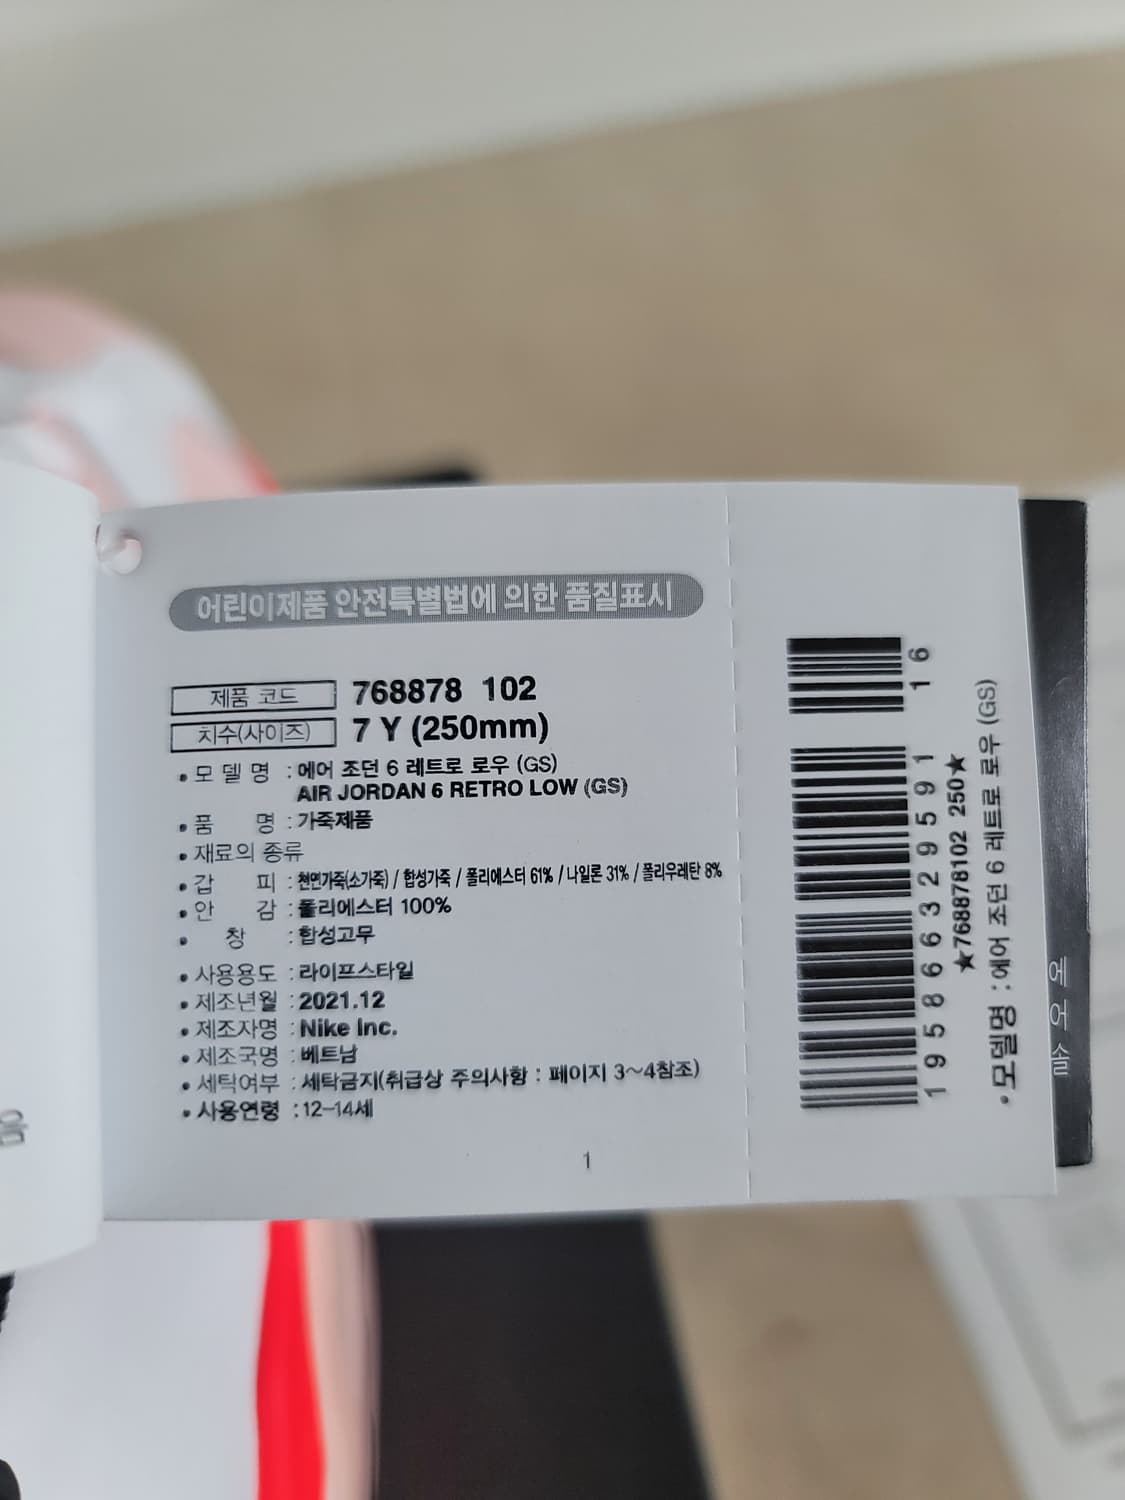 어린이제품 안전특별법에 의한 품질표시
제품 코드 768878 102
치수(사이즈) 7 Y (250mm)
• 모 델 명 : 에어 조던 6 레트로 로우 (GS)
AIR JORDAN 6 RETRO LOW (GS)
• 품 명 : 가죽제품
• 재료의 종류
• 갑 피 : 천연가죽(소가죽) / 합성가죽 / 폴리에스터 61% / 나일론 31% / 폴리우레탄 8%
• 안 감 : 폴리에스터 100%
• 창 : 합성고무
• 사용용도 : 라이프스타일
• 제조년월 : 2021.12
• 제조자명 : Nike Inc.
• 제조국명 : 베트남
• 세탁여부 : 세탁금지(취급상 주의사항 : 페이지 3~4참조)
• 사용연령 : 12-14세
1
195866329591 16
★768878102 250★
• 모델명 : 에어 조던 6 레트로 로우 (GS)
에어솔